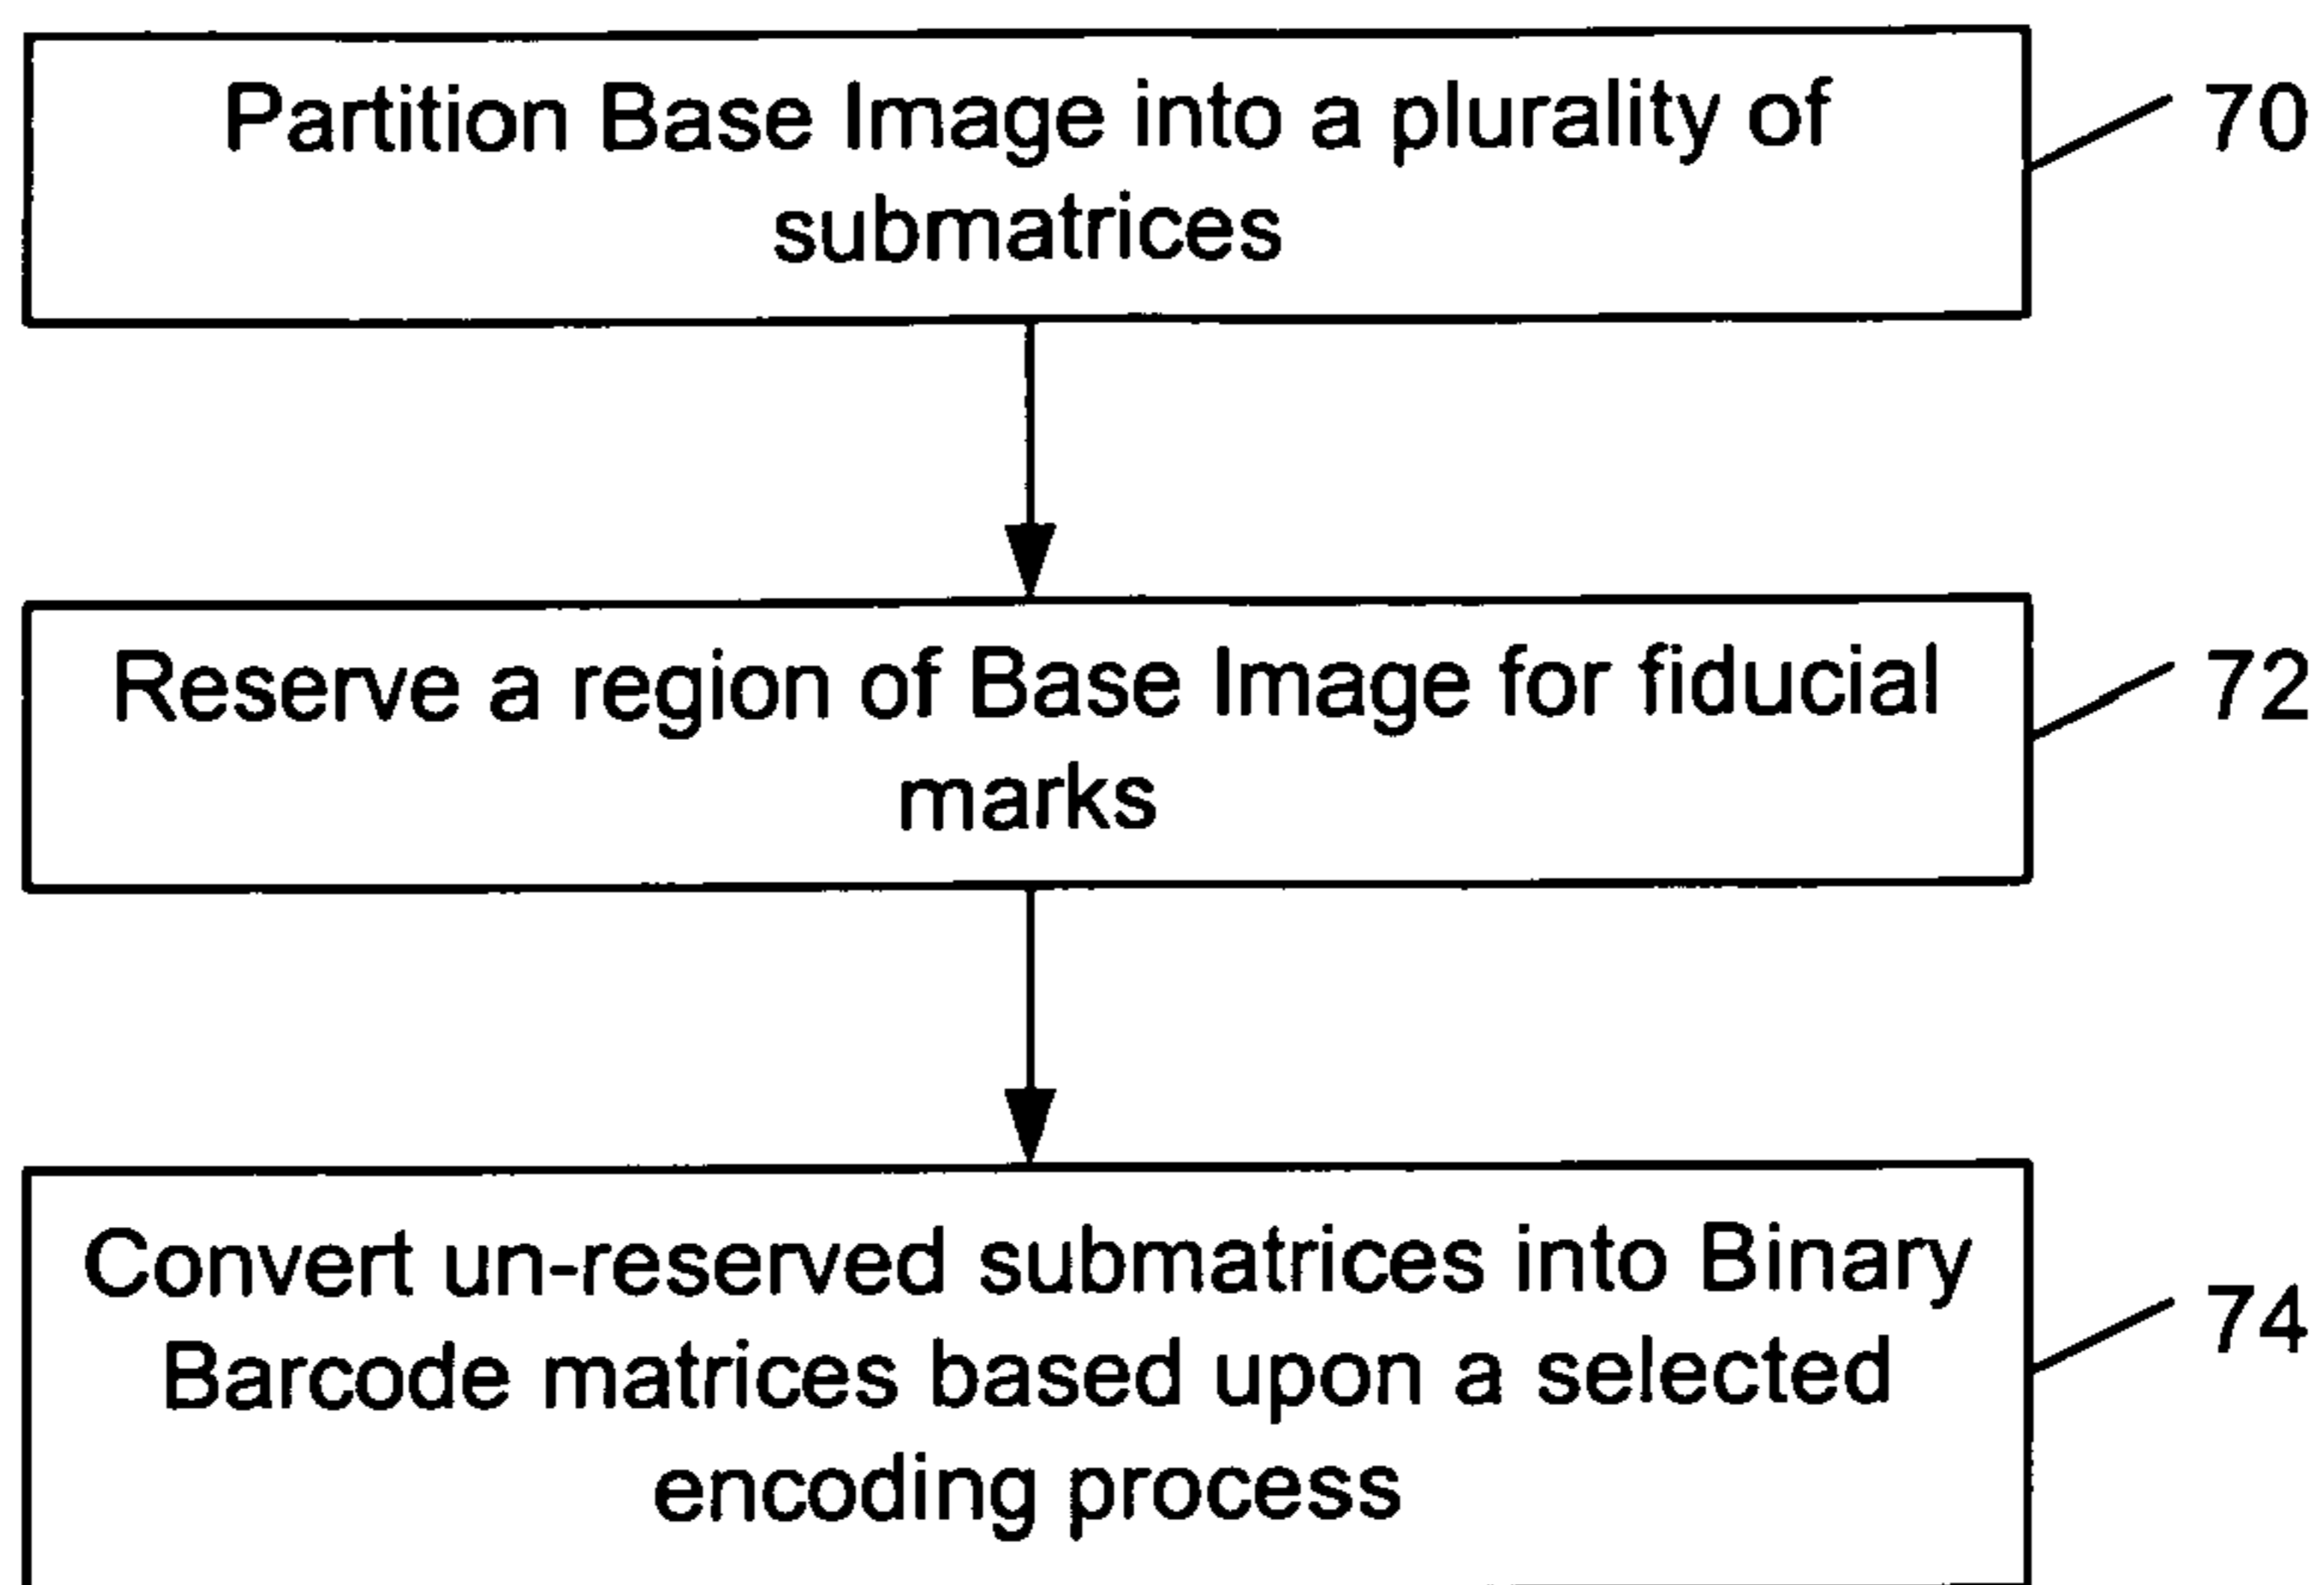 Partition Base Image into a plurality of
submatrices
70
Reserve a region of Base Image for fiducial
marks
72
Convert un-reserved submatrices into Binary
Barcode matrices based upon a selected
encoding process
74